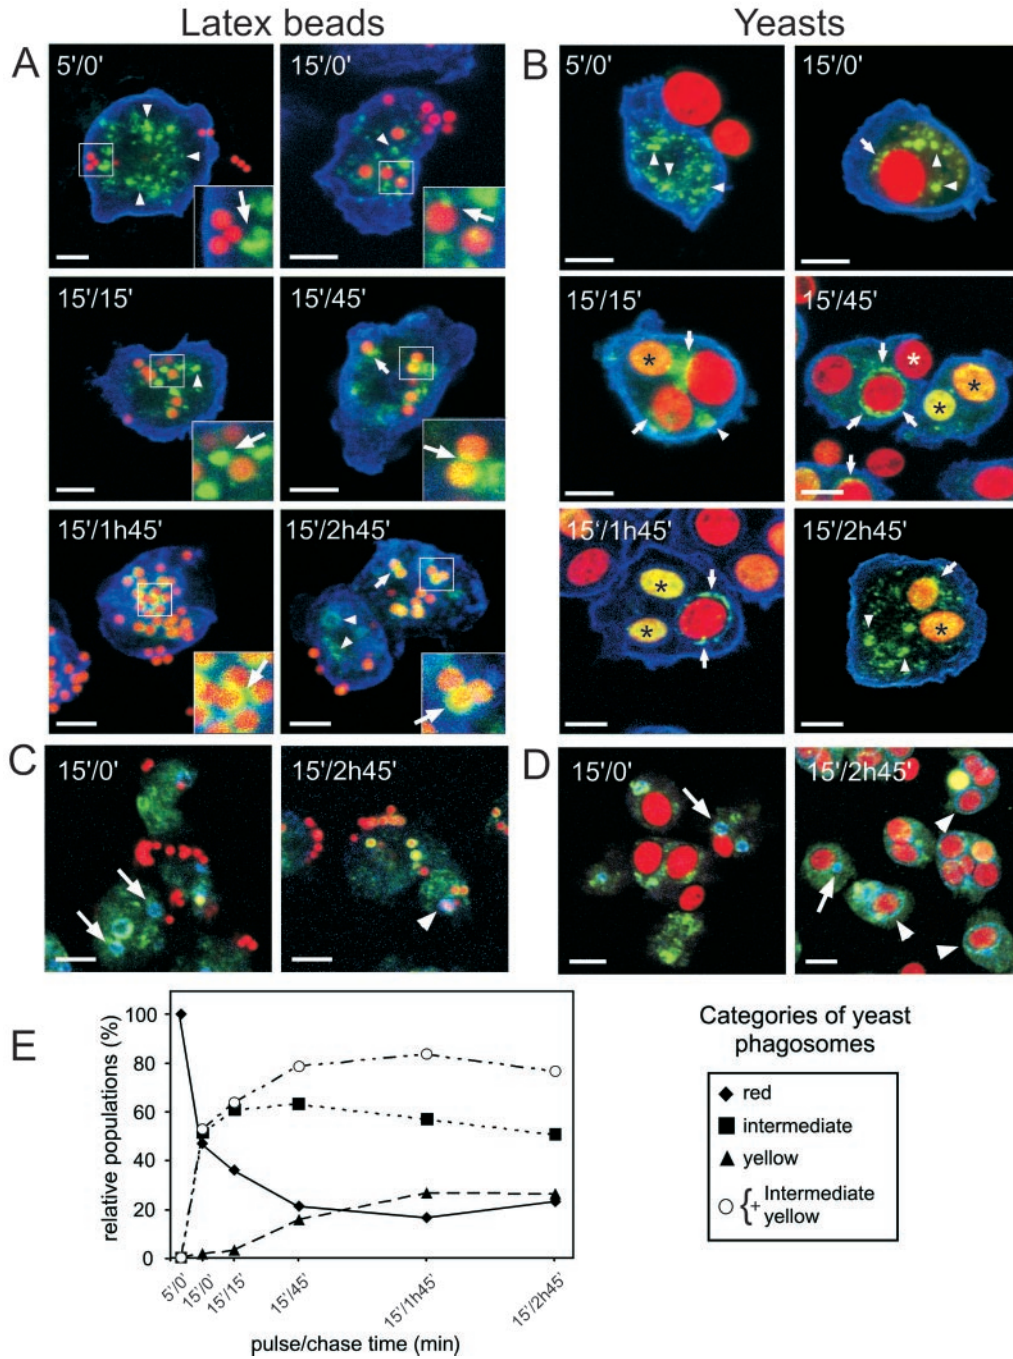 Latex beads
Yeasts
A
5'/0'
15'/0'
B
5'/0'
15'/0'
15'/15'
15'/45'
15'/15'
15'/45'
*
*
*
*
15'/1h45'
15'/2h45'
15'/1h45'
15'/2h45'
*
*
*
C
15'/0'
15'/2h45'
D
15'/0'
15'/2h45'
E
relative populations (%)
100
80
60
40
20
0
5'/0'
15'/0'
15'/15'
15'/45'
15'/1h45'
15'/2h45'
pulse/chase time (min)
Categories of yeast
phagosomes
red
intermediate
yellow
{+ Intermediate
yellow